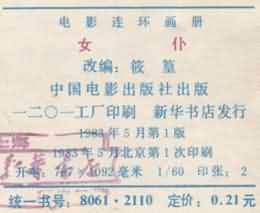 电影连环画册
女仆
改编：筱篁
中国电影出版社出版
一二〇一工厂印刷 新华书店发行
1983年5月第1版
1983年5月北京第1次印刷
开本：787×1092毫米 1/60 印张：2
统一书号：8061·2110 定价：0.21元